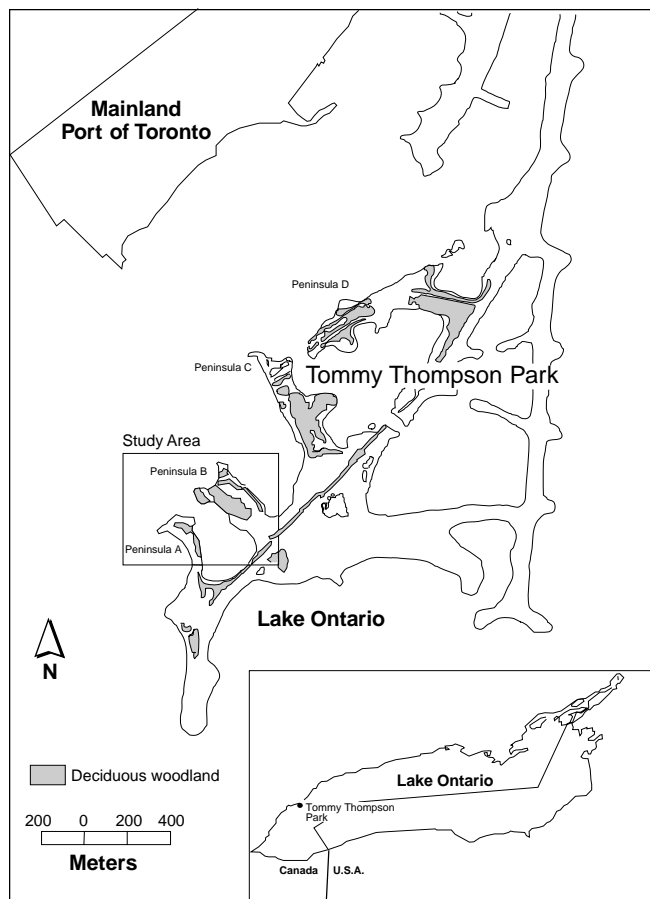 Mainland
Port of Toronto
Peninsula D
Peninsula C
Tommy Thompson Park
Study Area
Peninsula B
Peninsula A
Lake Ontario
N
Deciduous woodland
200 0 200 400
Meters
Lake Ontario
Tommy Thompson
Park
Canada U.S.A.